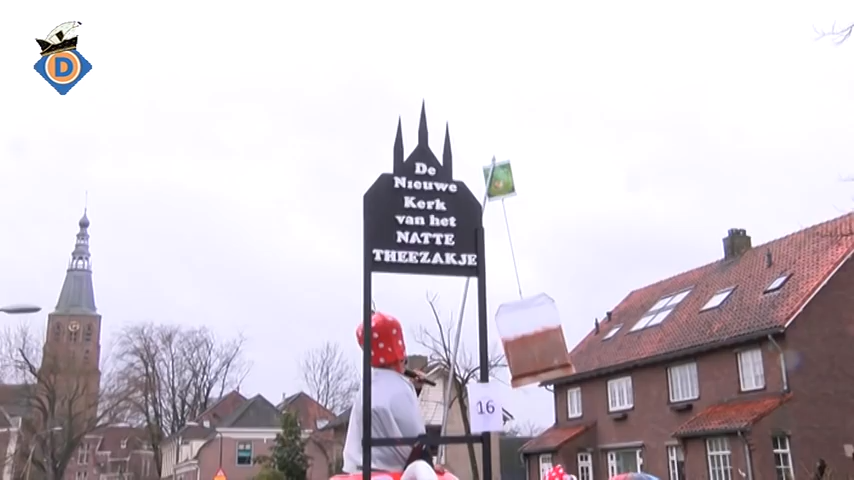 D
De
Nieuwe
Kerk
van het
NATTE
THEEZAKJE
16